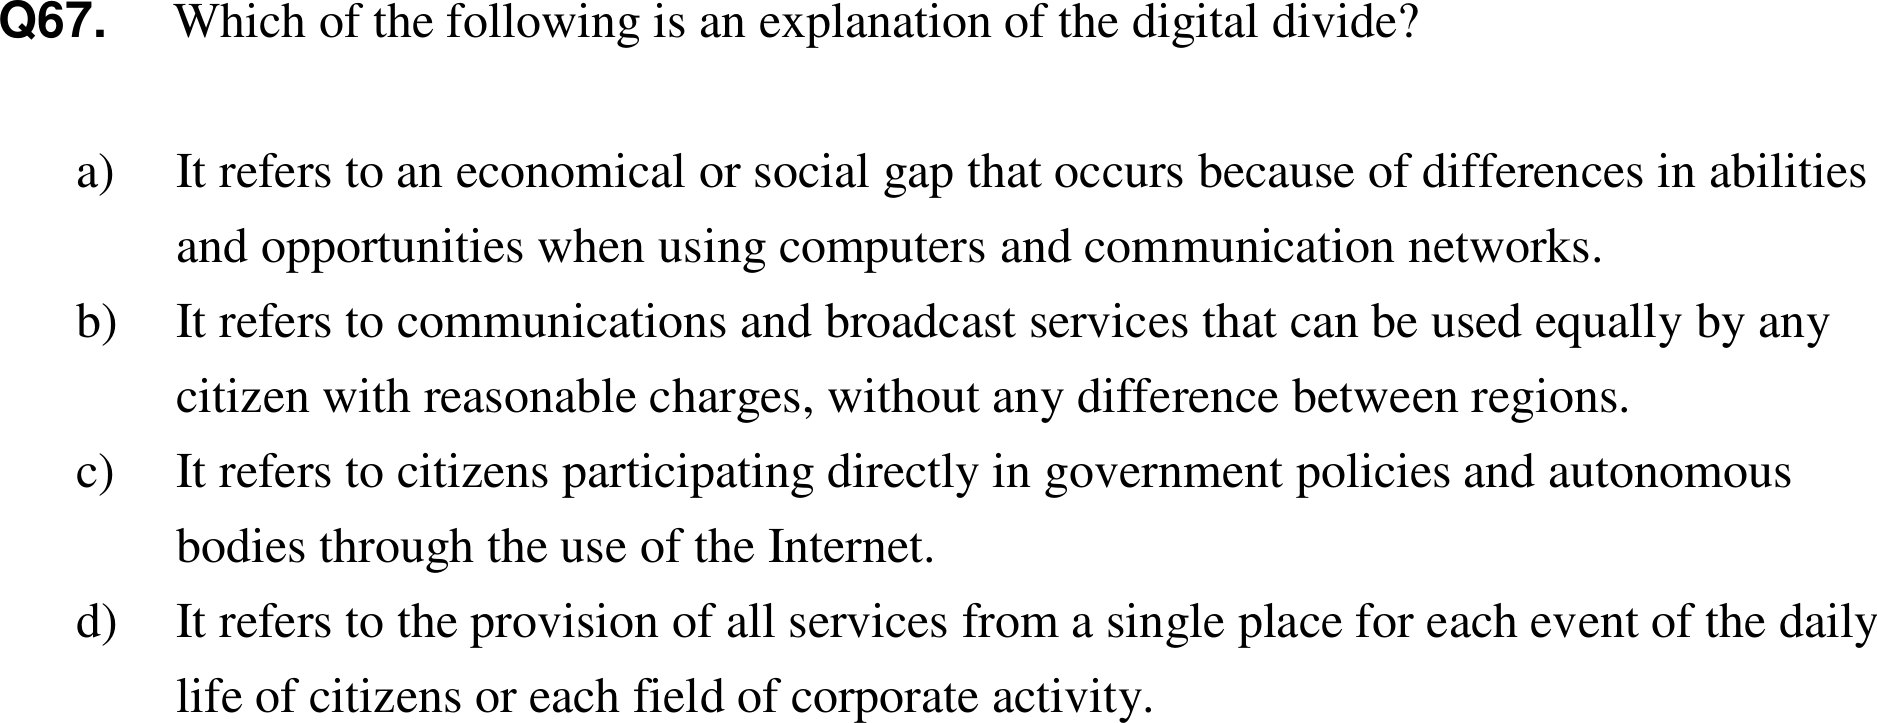 Q67. Which of the following is an explanation of the digital divide?
a) It refers to an economical or social gap that occurs because of differences in abilities
and opportunities when using computers and communication networks.
b) It refers to communications and broadcast services that can be used equally by any
citizen with reasonable charges, without any difference between regions.
c) It refers to citizens participating directly in government policies and autonomous
bodies through the use of the Internet.
d) It refers to the provision of all services from a single place for each event of the daily
life of citizens or each field of corporate activity.